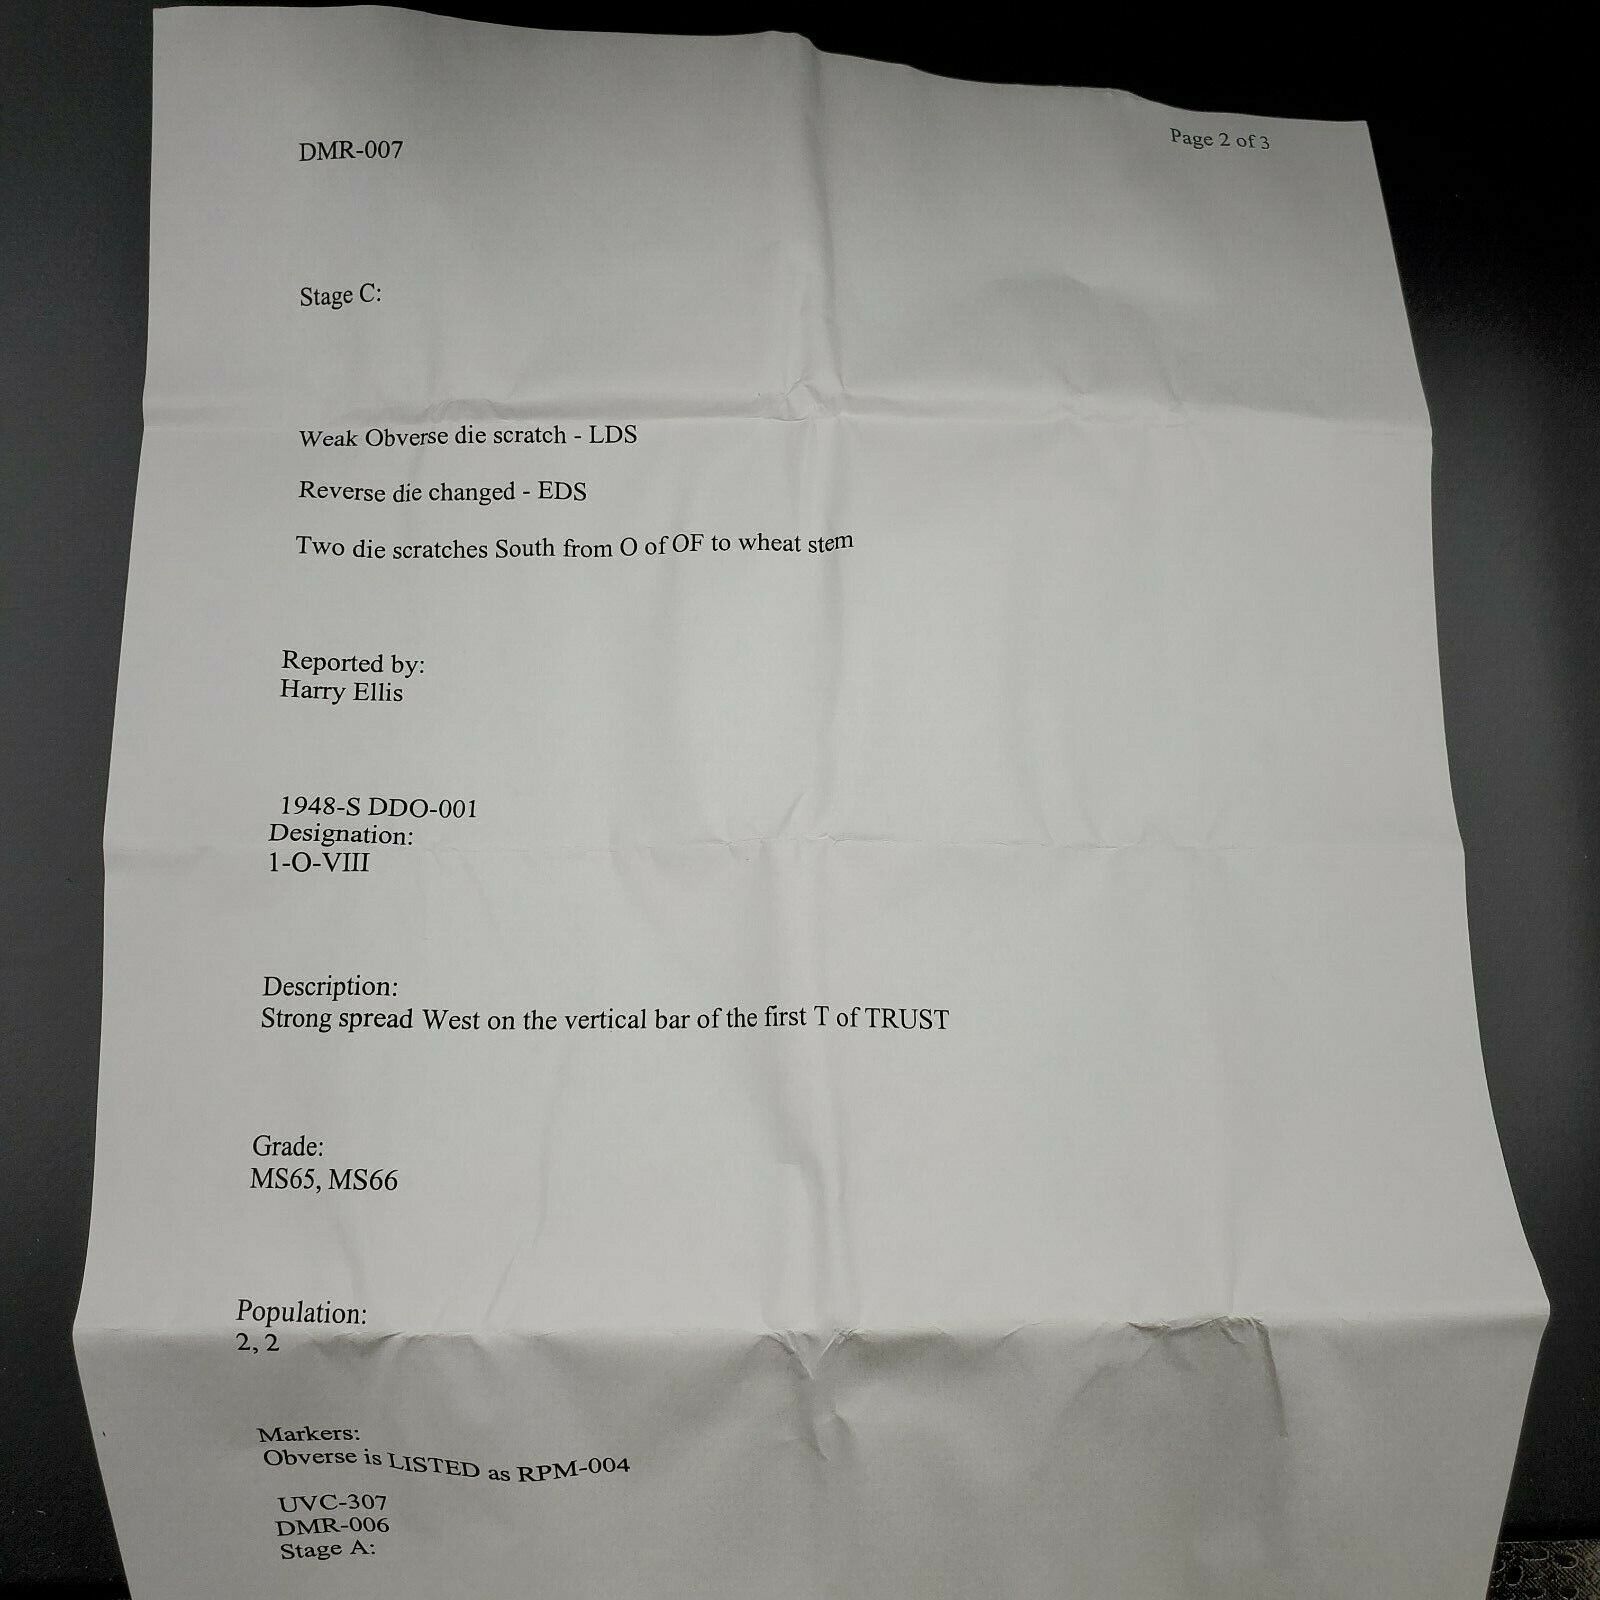 DMR-007
Page 2 of 3
Stage C:
Weak Obverse die scratch - LDS
Reverse die changed - EDS
Two die scratches South from O of OF to wheat stem
Reported by:
Harry Ellis
1948-S DDO-001
Designation:
1-O-VIII
Description:
Strong spread West on the vertical bar of the first T of TRUST
Grade:
MS65, MS66
Population:
2, 2
Markers:
Obverse is LISTED as RPM-004
UVC-307
DMR-006
Stage A: